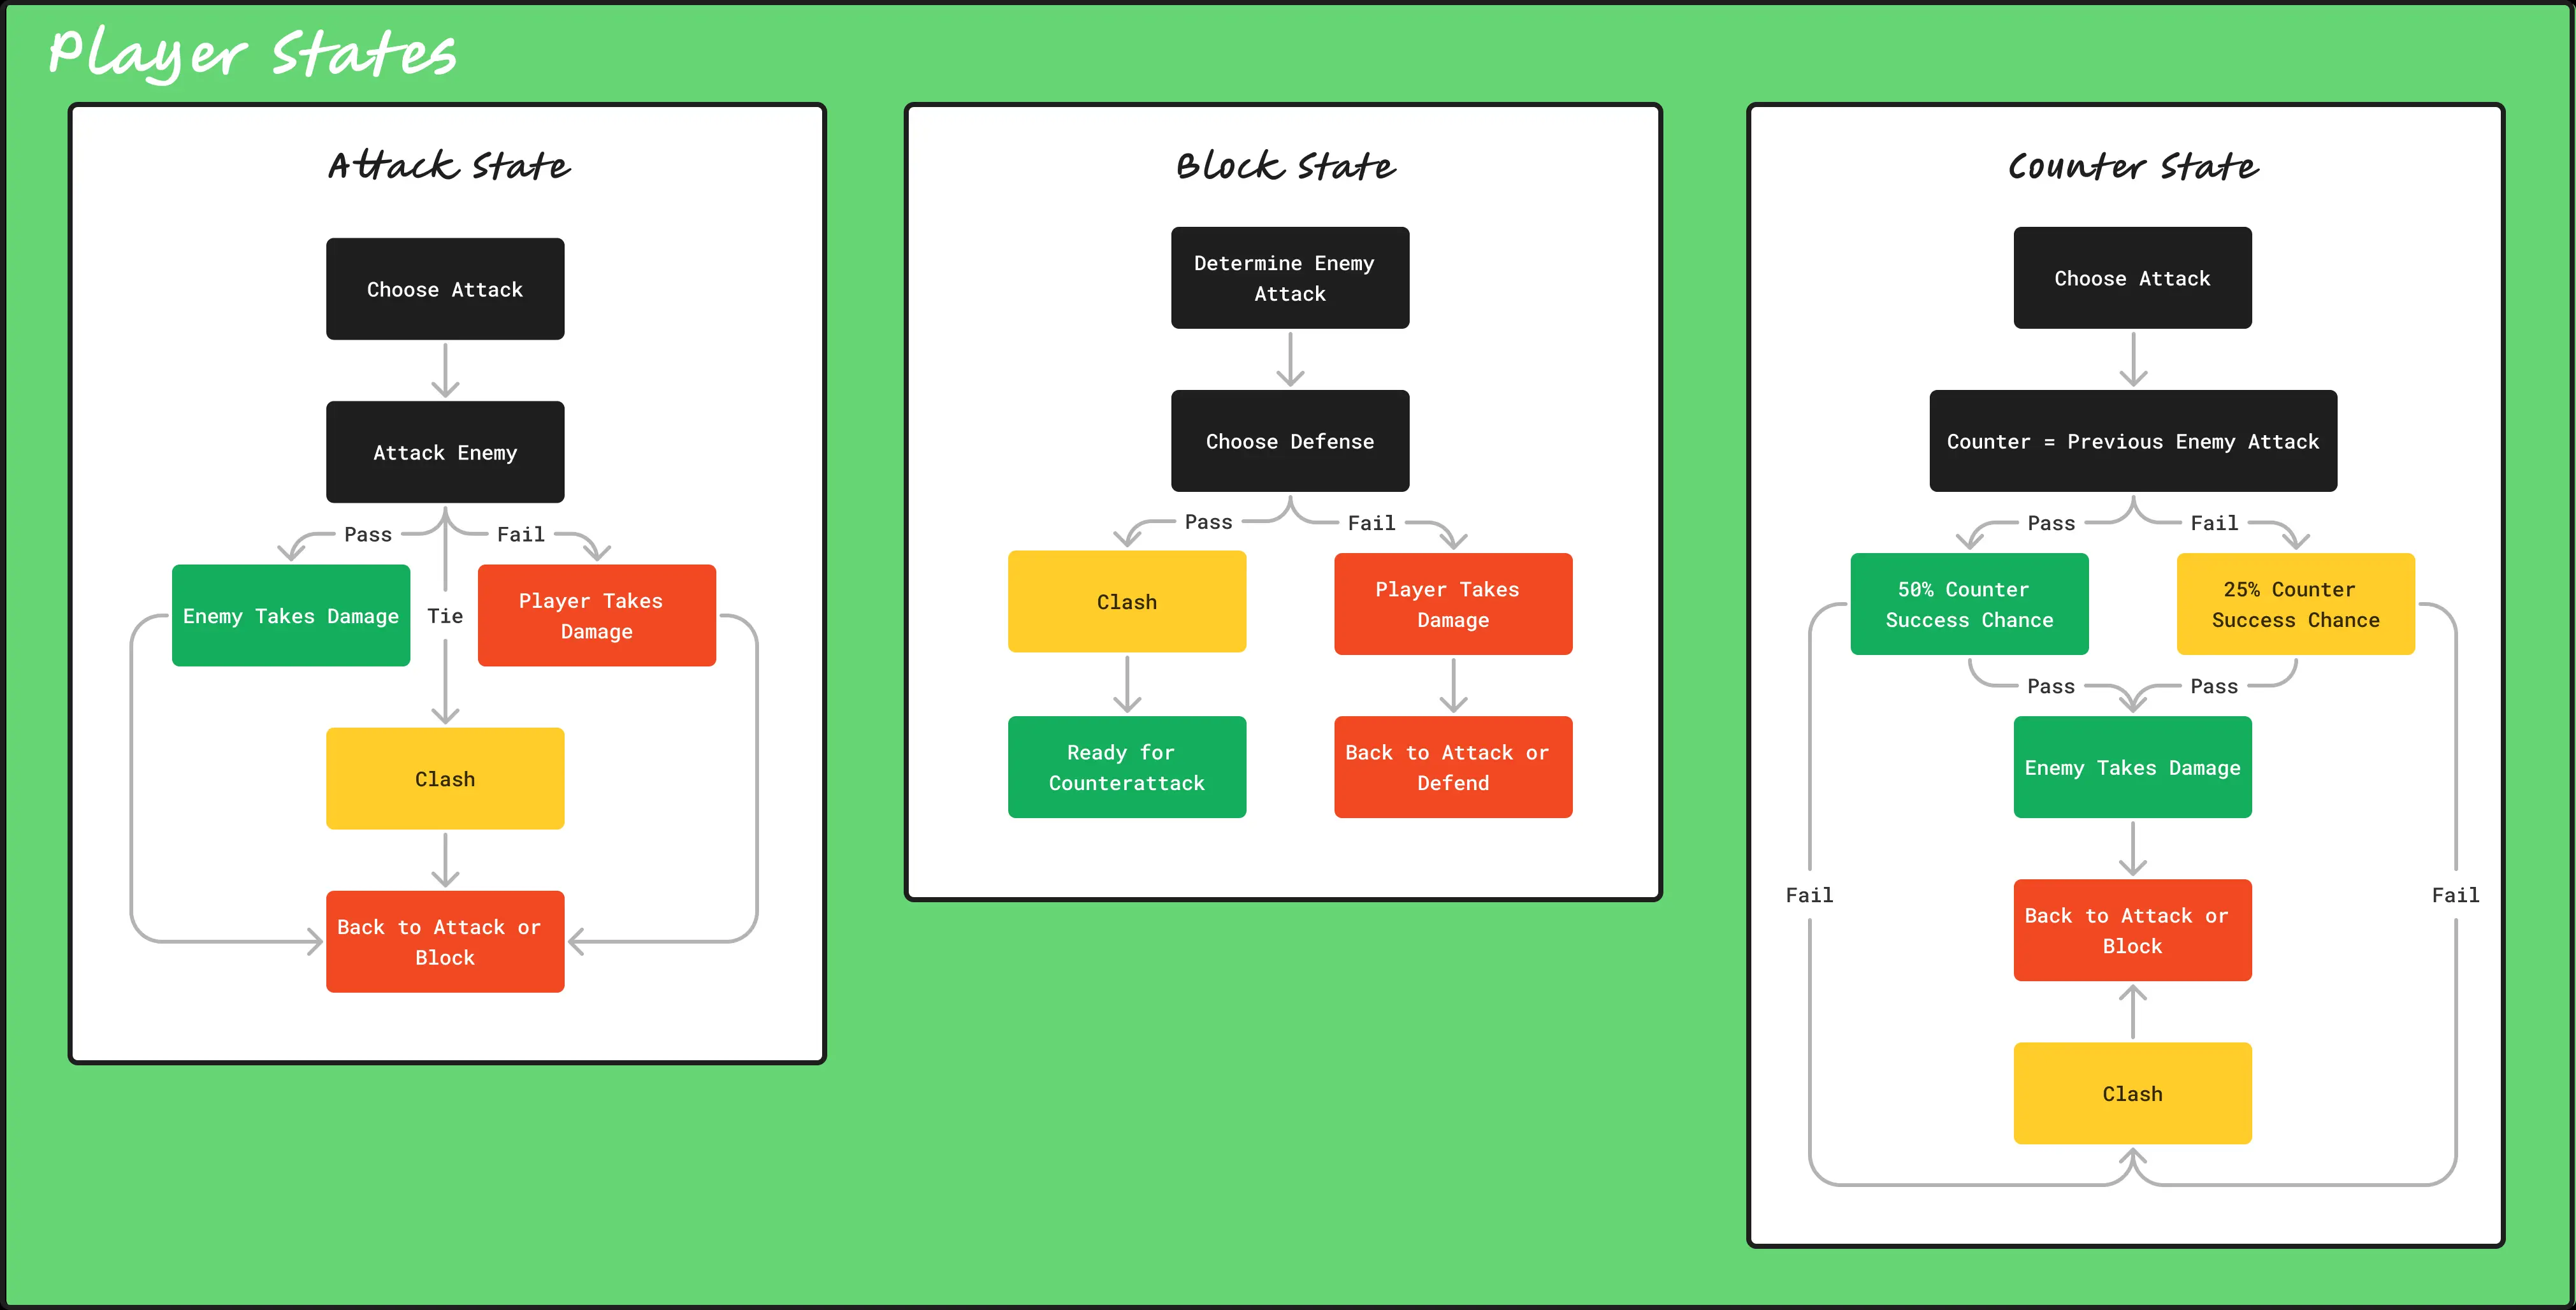 Player States
Attack State
Choose Attack
Attack Enemy
Pass
Fail
Enemy Takes Damage
Tie
Player Takes
Damage
Clash
Back to Attack or
Block
Block State
Determine Enemy
Attack
Choose Defense
Pass
Fail
Clash
Player Takes
Damage
Ready for
Counterattack
Back to Attack or
Defend
Counter State
Choose Attack
Counter = Previous Enemy Attack
Pass
Fail
50% Counter
Success Chance
25% Counter
Success Chance
Pass
Pass
Enemy Takes Damage
Fail
Fail
Back to Attack or
Block
Clash